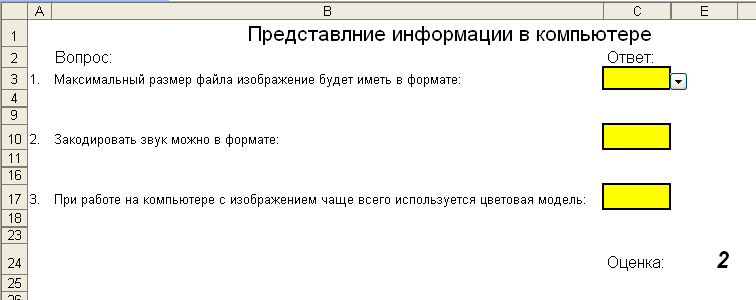 A B C E
1 Представлние информации в компьютере
2 Вопрос: Ответ:
3 1. Максимальный размер файла изображение будет иметь в формате:
4
9
10 2. Закодировать звук можно в формате:
11
16
17 3. При работе на компьютере с изображением чаще всего используется цветовая модель:
18
23
24 Оценка: 2
25